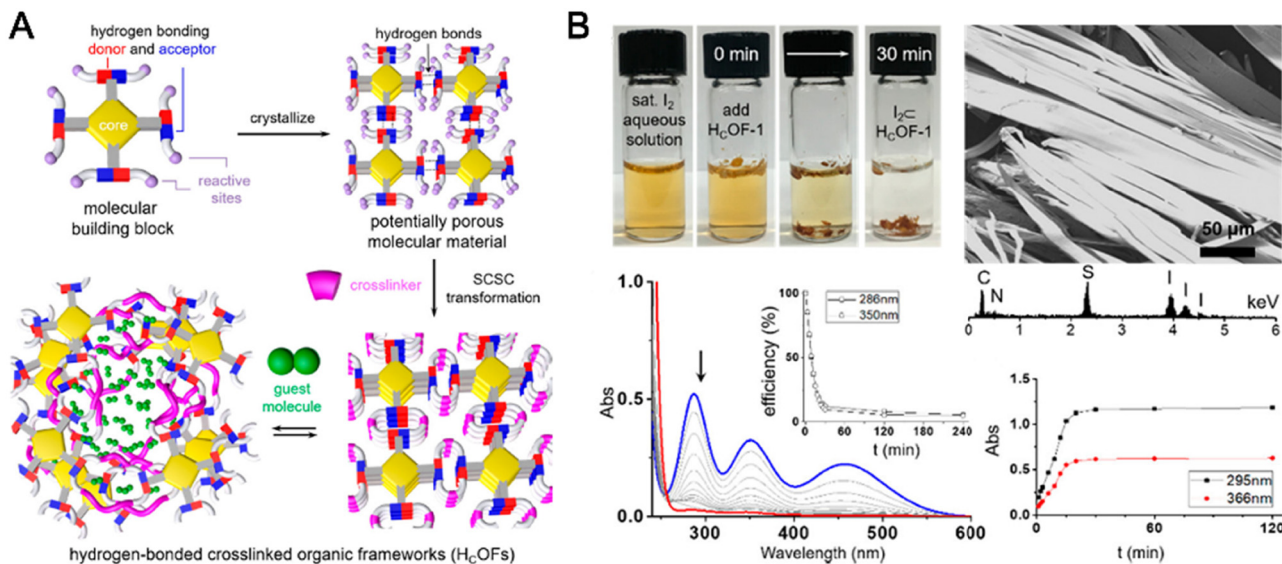 A
hydrogen bonding
donor and acceptor
core
reactive
sites
molecular
building block
crystallize
hydrogen bonds
potentially porous
molecular material
crosslinker
SCSC
transformation
guest
molecule
hydrogen-bonded crosslinked organic frameworks (HCOFs)
B
sat. I2
aqueous
solution
0 min
add
HCOF-1
30 min
I2⊂
HCOF-1
50 μm
C
N
S
I
I
I
keV
0 1 2 3 4 5 6
1.0
0.5
0.0
Abs
300 400 500 600
Wavelength (nm)
100
50
0
efficiency (%)
286nm
350nm
0 60 120 180 240
t (min)
1.5
1.0
0.5
0.0
Abs
295nm
366nm
0 60 120
t (min)